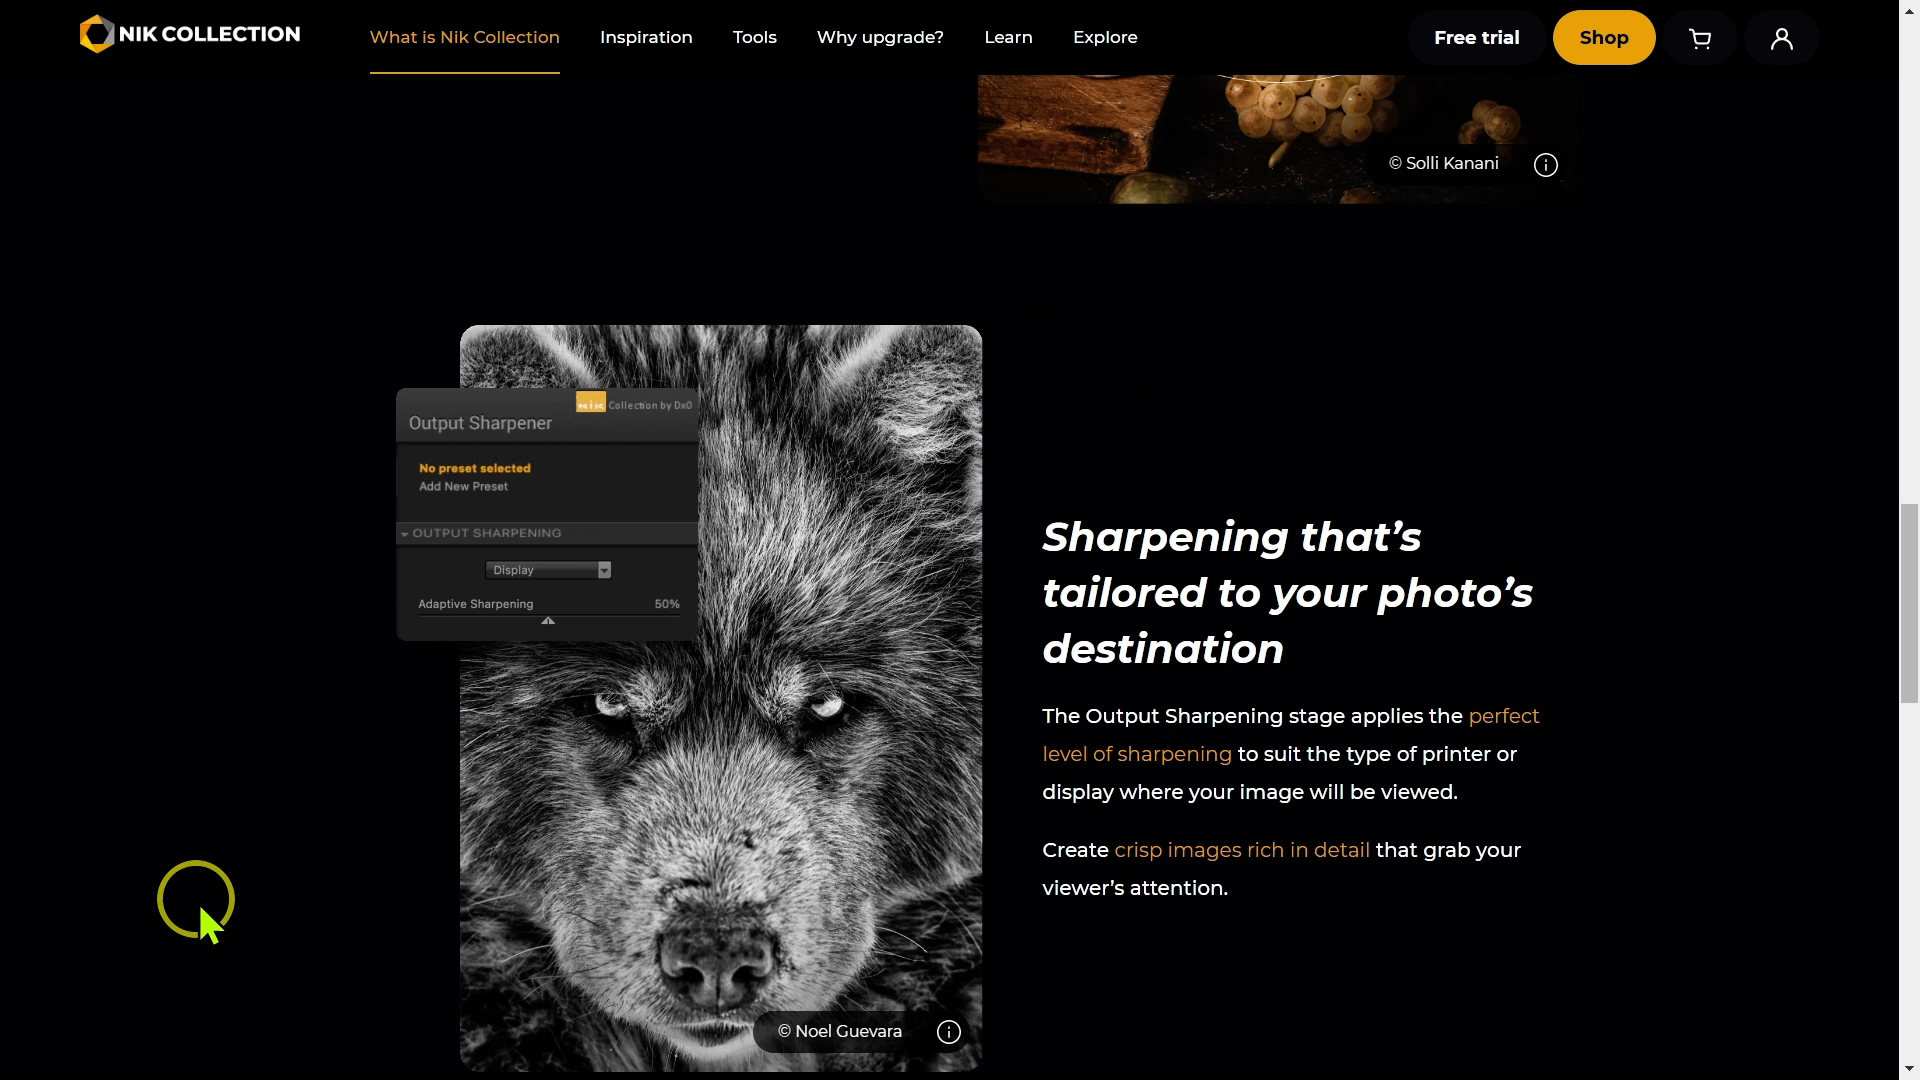 NIK COLLECTION
What is Nik Collection
Inspiration
Tools
Why upgrade?
Learn
Explore
Free trial
Shop
© Solli Kanani
Nik Collection by DxO
Output Sharpener
No preset selected
Add New Preset
OUTPUT SHARPENING
Display
Adaptive Sharpening 50%
Sharpening that’s
tailored to your photo’s
destination
The Output Sharpening stage applies the perfect
level of sharpening to suit the type of printer or
display where your image will be viewed.
Create crisp images rich in detail that grab your
viewer’s attention.
© Noel Guevara